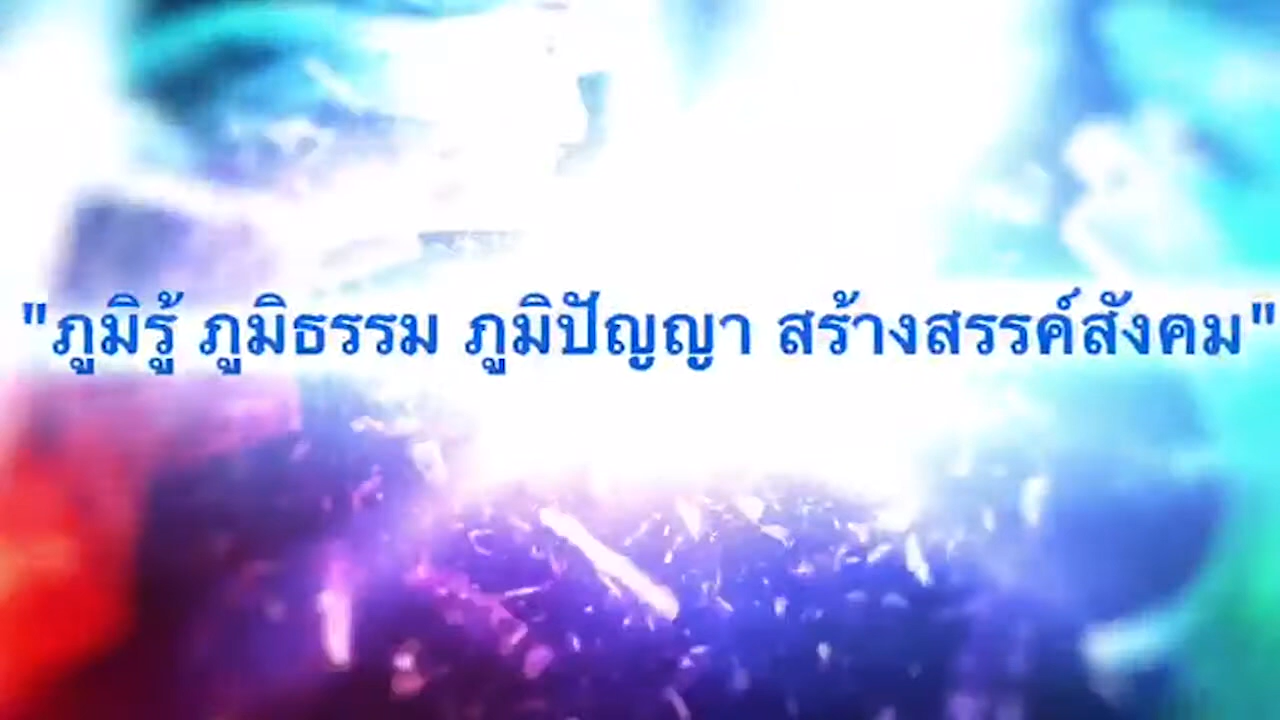 "ภูมิรู้ ภูมิธรรม ภูมิปัญญา สร้างสรรค์สังคม"